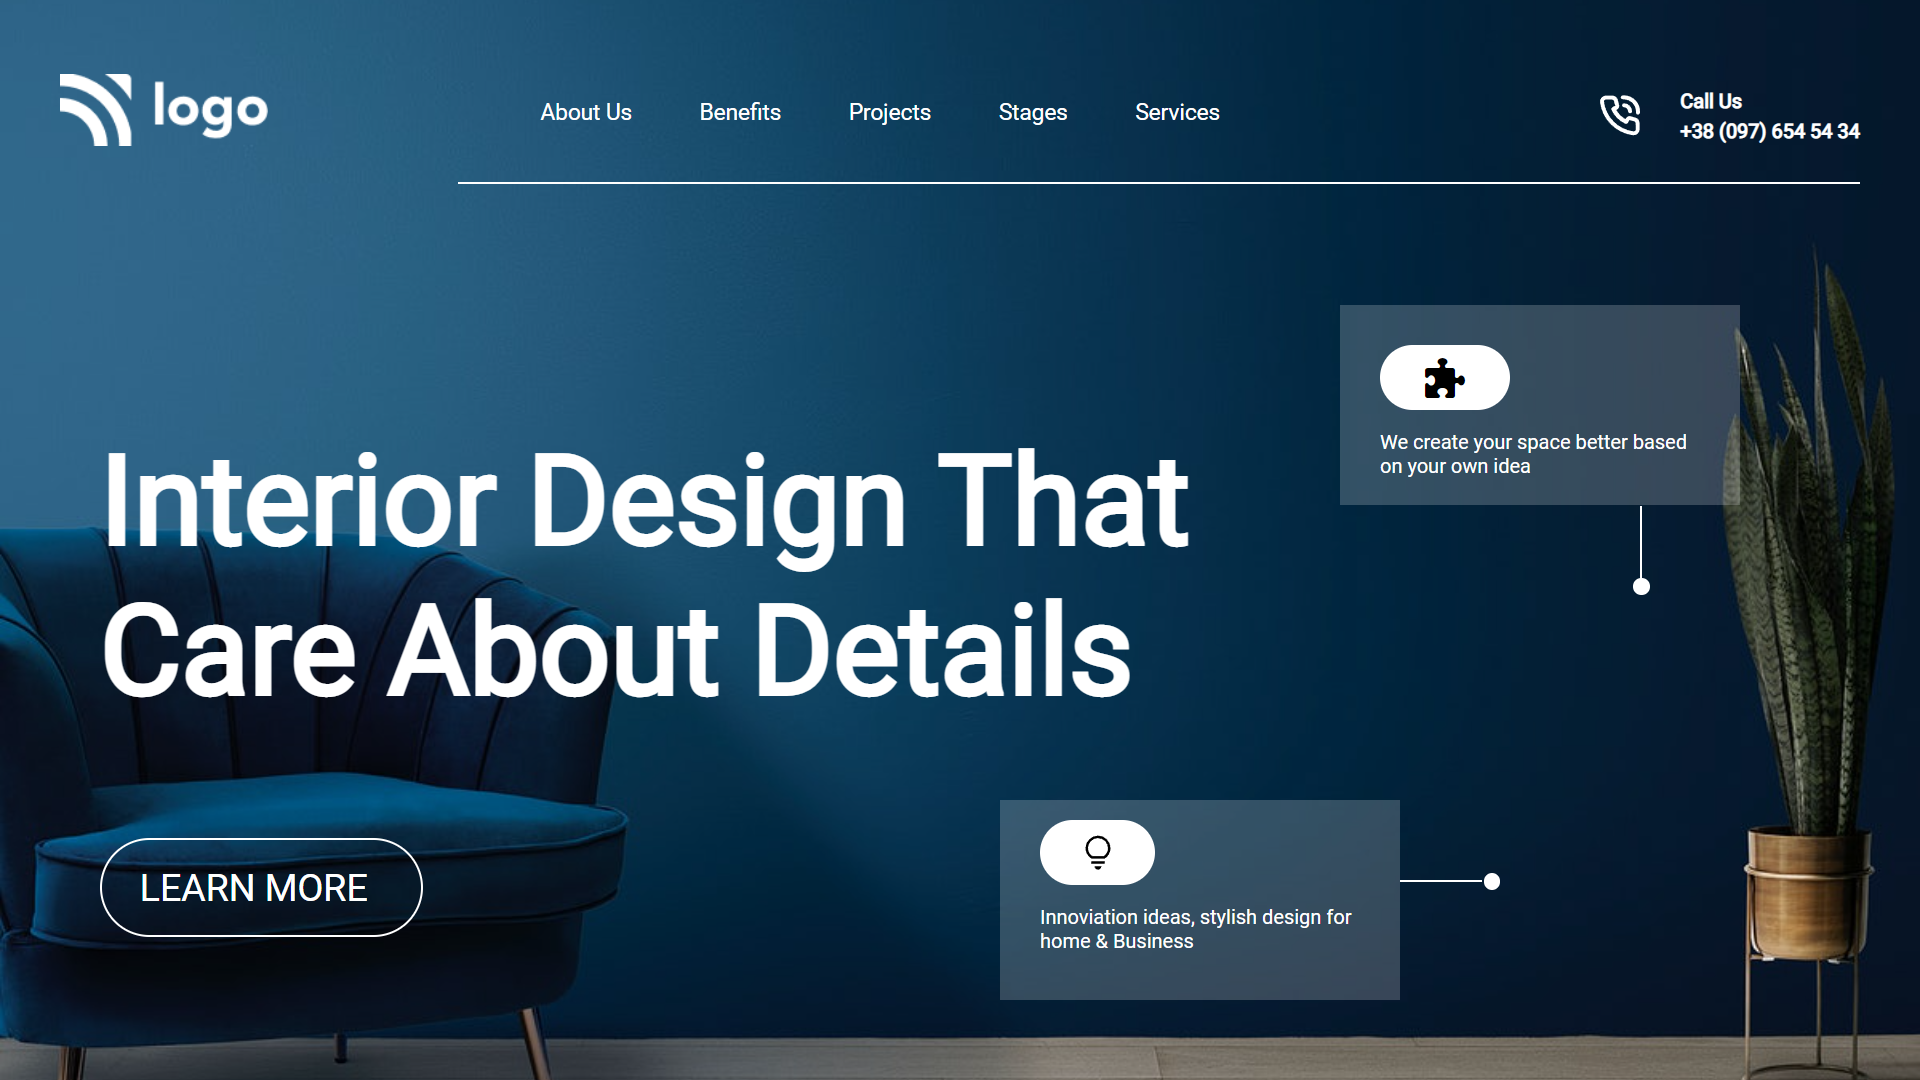 logo
About Us Benefits Projects Stages Services
Call Us
+38 (097) 654 54 34
We create your space better based
on your own idea
Interior Design That
Care About Details
LEARN MORE
Innoviation ideas, stylish design for
home & Business